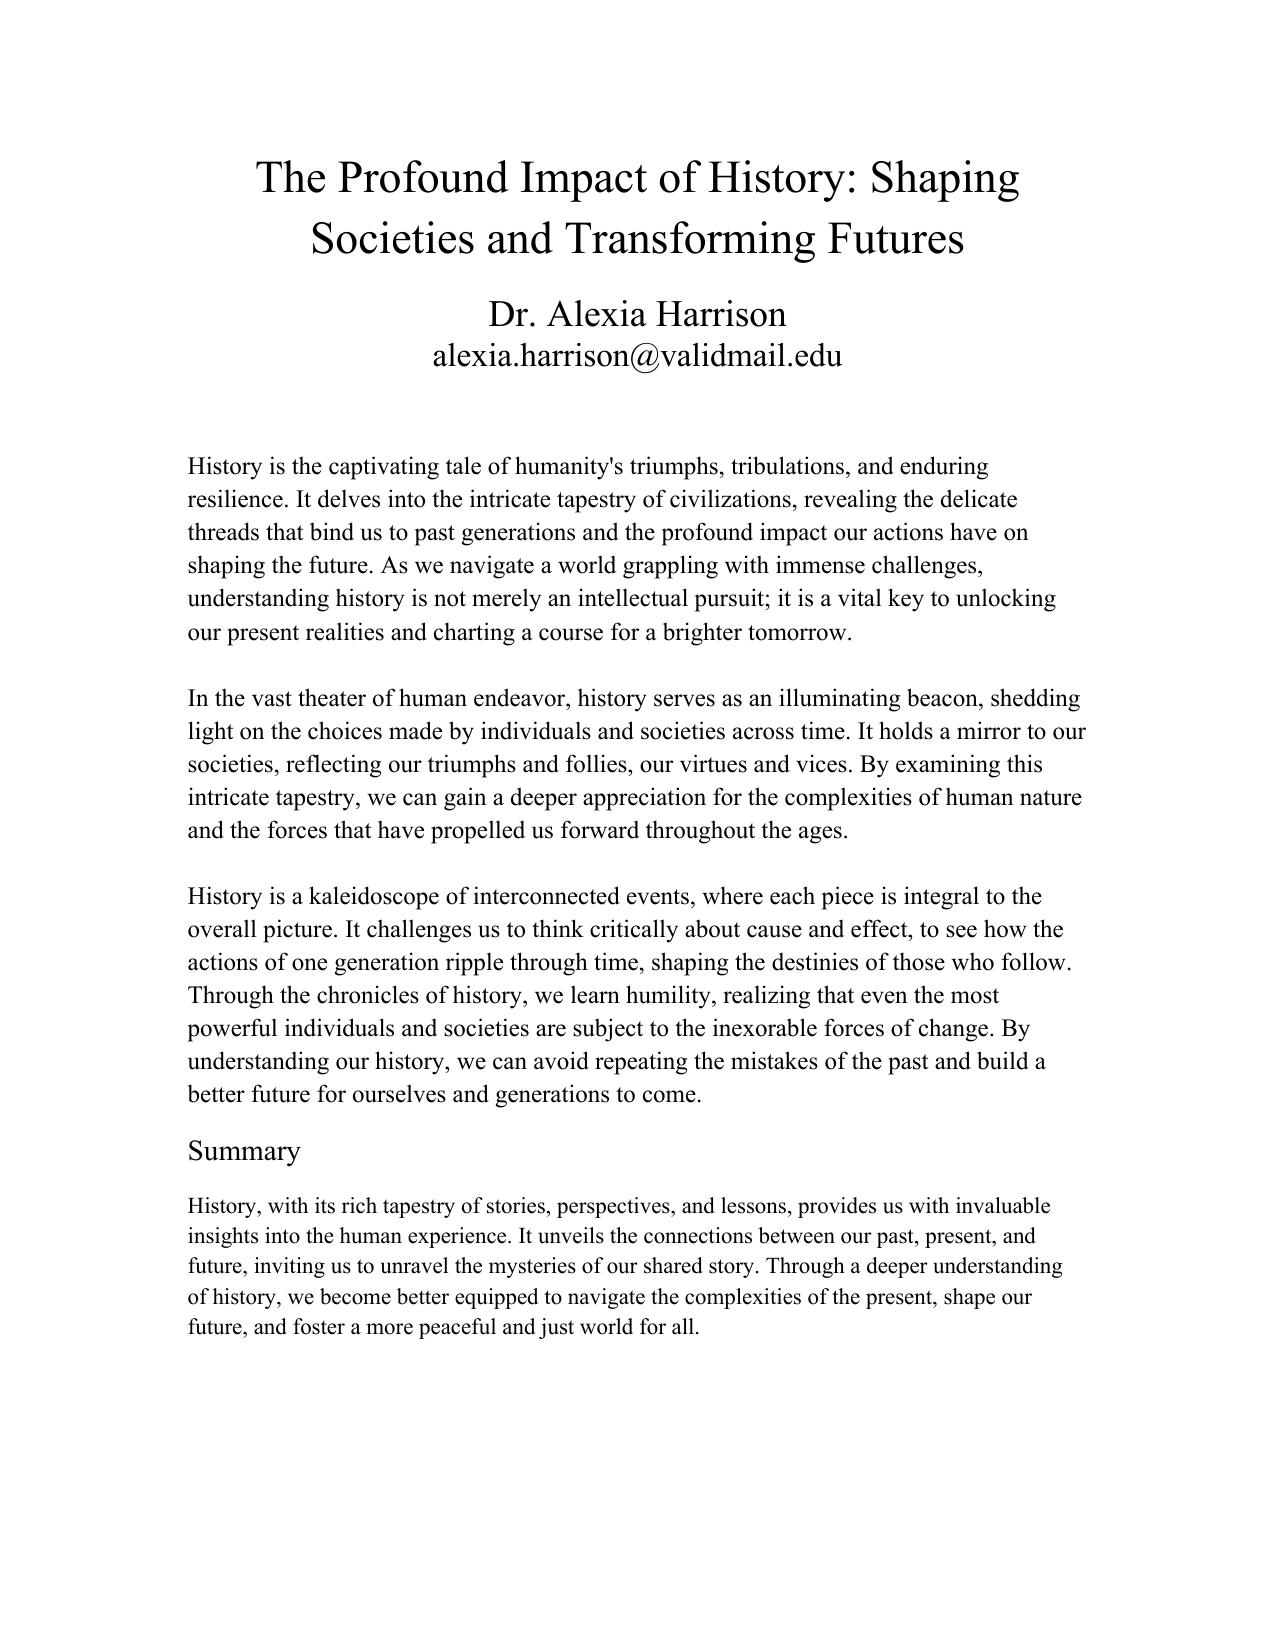 The Profound Impact of History: Shaping
Societies and Transforming Futures
Dr. Alexia Harrison
alexia.harrison@validmail.edu
History is the captivating tale of humanity's triumphs, tribulations, and enduring
resilience. It delves into the intricate tapestry of civilizations, revealing the delicate
threads that bind us to past generations and the profound impact our actions have on
shaping the future. As we navigate a world grappling with immense challenges,
understanding history is not merely an intellectual pursuit; it is a vital key to unlocking
our present realities and charting a course for a brighter tomorrow.
In the vast theater of human endeavor, history serves as an illuminating beacon, shedding
light on the choices made by individuals and societies across time. It holds a mirror to our
societies, reflecting our triumphs and follies, our virtues and vices. By examining this
intricate tapestry, we can gain a deeper appreciation for the complexities of human nature
and the forces that have propelled us forward throughout the ages.
History is a kaleidoscope of interconnected events, where each piece is integral to the
overall picture. It challenges us to think critically about cause and effect, to see how the
actions of one generation ripple through time, shaping the destinies of those who follow.
Through the chronicles of history, we learn humility, realizing that even the most
powerful individuals and societies are subject to the inexorable forces of change. By
understanding our history, we can avoid repeating the mistakes of the past and build a
better future for ourselves and generations to come.
Summary
History, with its rich tapestry of stories, perspectives, and lessons, provides us with invaluable
insights into the human experience. It unveils the connections between our past, present, and
future, inviting us to unravel the mysteries of our shared story. Through a deeper understanding
of history, we become better equipped to navigate the complexities of the present, shape our
future, and foster a more peaceful and just world for all.